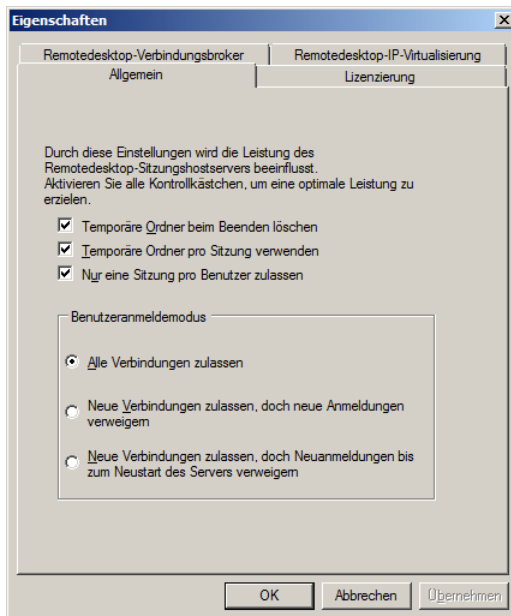 Eigenschaften
Remotedesktop-Verbindungsbroker
Remotedesktop-IP-Virtualisierung
Allgemein
Lizenzierung
Durch diese Einstellungen wird die Leistung des
Remotedesktop-Sitzungshostservers beeinflusst.
Aktivieren Sie alle Kontrollkästchen, um eine optimale Leistung zu
erzielen.
Temporäre Ordner beim Beenden löschen
Temporäre Ordner pro Sitzung verwenden
Nur eine Sitzung pro Benutzer zulassen
Benutzeranmeldemodus
Alle Verbindungen zulassen
Neue Verbindungen zulassen, doch neue Anmeldungen
verweigern
Neue Verbindungen zulassen, doch Neuanmeldungen bis
zum Neustart des Servers verweigern
OK
Abbrechen
Übernehmen